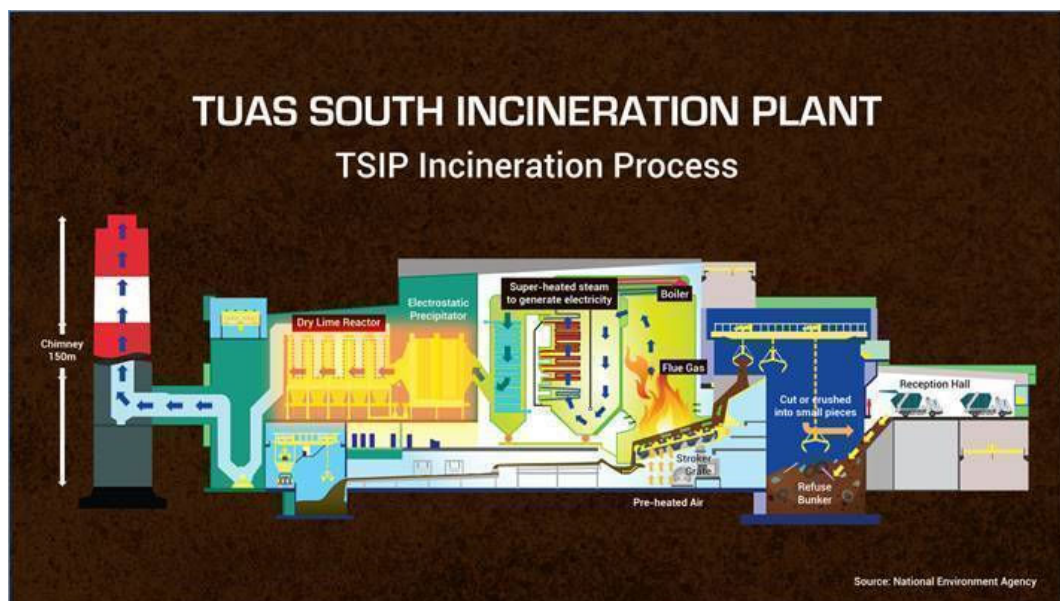 TUAS SOUTH INCINERATION PLANT
TSIP Incineration Process
Super-heated steam
to generate electricity
Boiler
Electrostatic
Precipitator
Dry Lime Reactor
Chimney
150m
Flue Gas
Reception Hall
Cut or crushed
into small pieces
Stroker
Grate
Refuse
Bunker
Pre-heated Air
Source: National Environment Agency